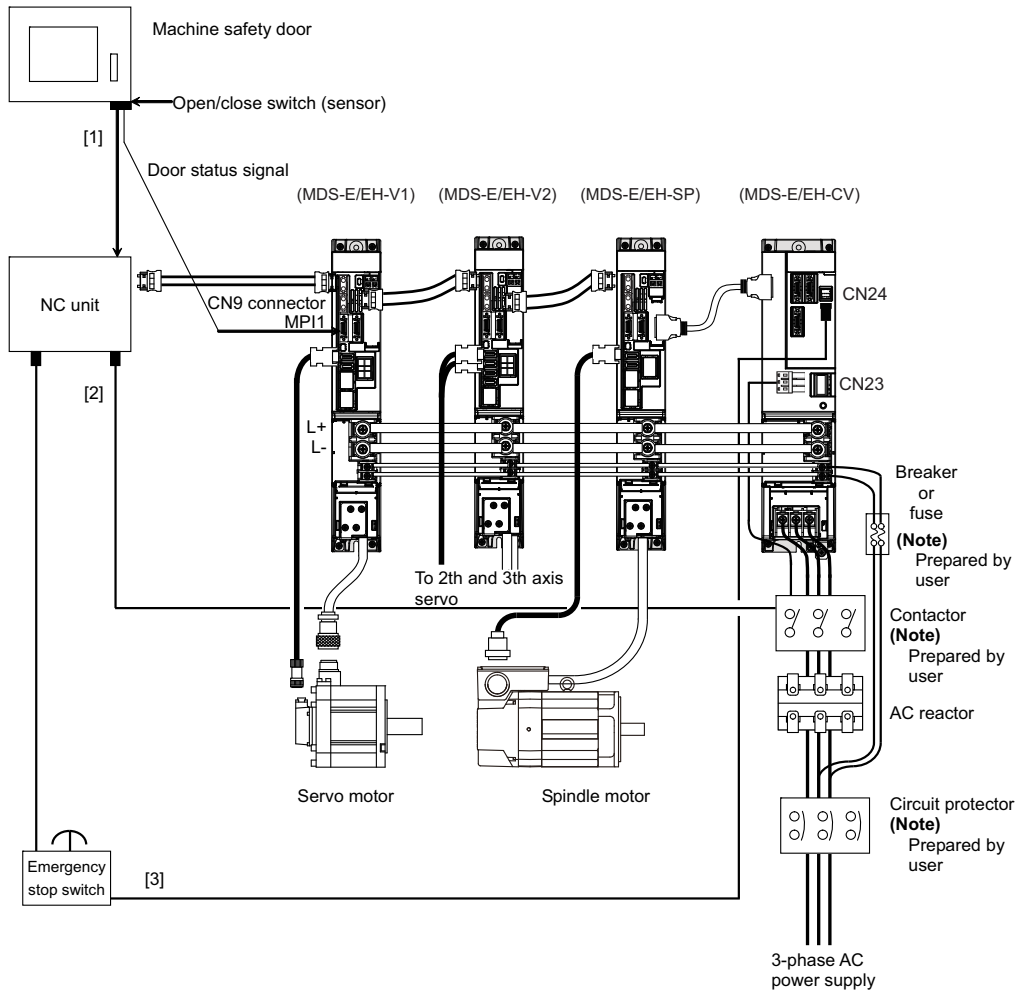 Machine safety door
Open/close switch (sensor)
[1]
Door status signal
(MDS-E/EH-V1)
(MDS-E/EH-V2)
(MDS-E/EH-SP)
(MDS-E/EH-CV)
NC unit
CN9 connector
MPI1
CN24
[2]
CN23
L+
L-
Breaker
or
fuse
(Note)
Prepared by
user
To 2th and 3th axis
servo
Contactor
(Note)
Prepared by
user
AC reactor
Servo motor
Spindle motor
Circuit protector
(Note)
Prepared by
user
Emergency
stop switch
[3]
3-phase AC
power supply